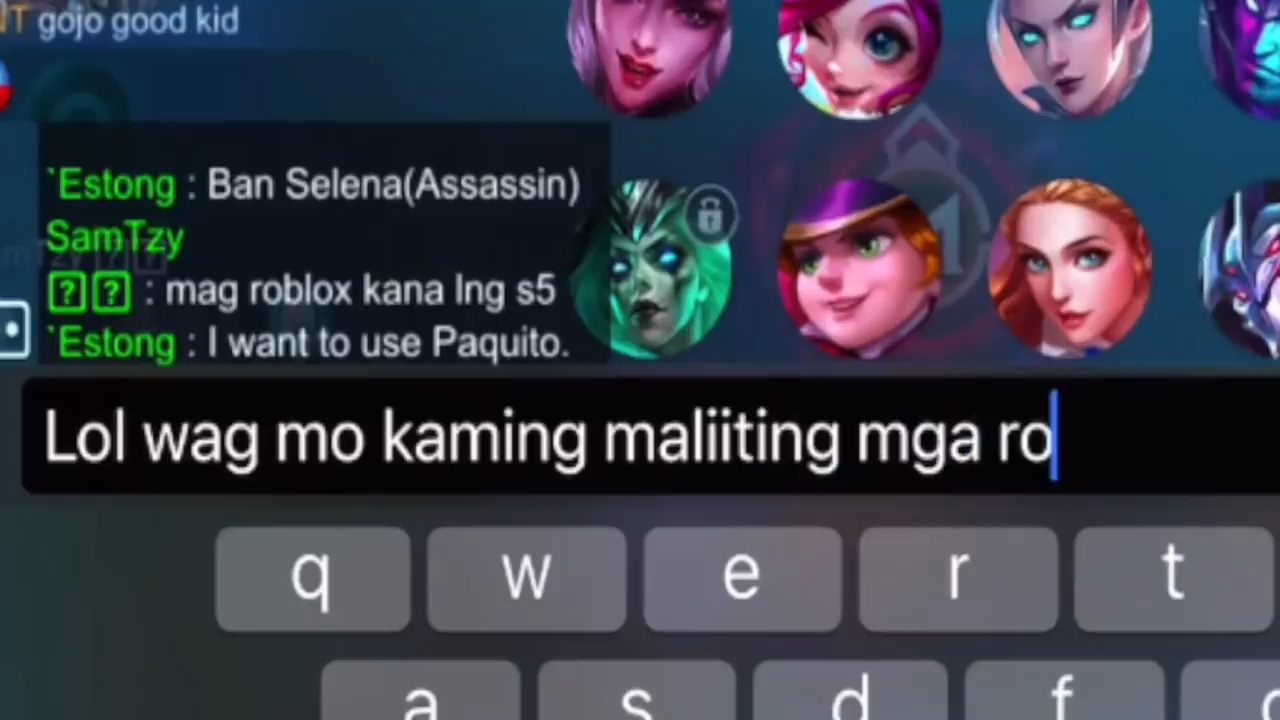 gojo good kid
`Estong : Ban Selena(Assassin)
SamTzy
⍰⍰ : mag roblox kana lng s5
`Estong : I want to use Paquito.
Lol wag mo kaming maliiting mga ro
q w e r t
a s d f